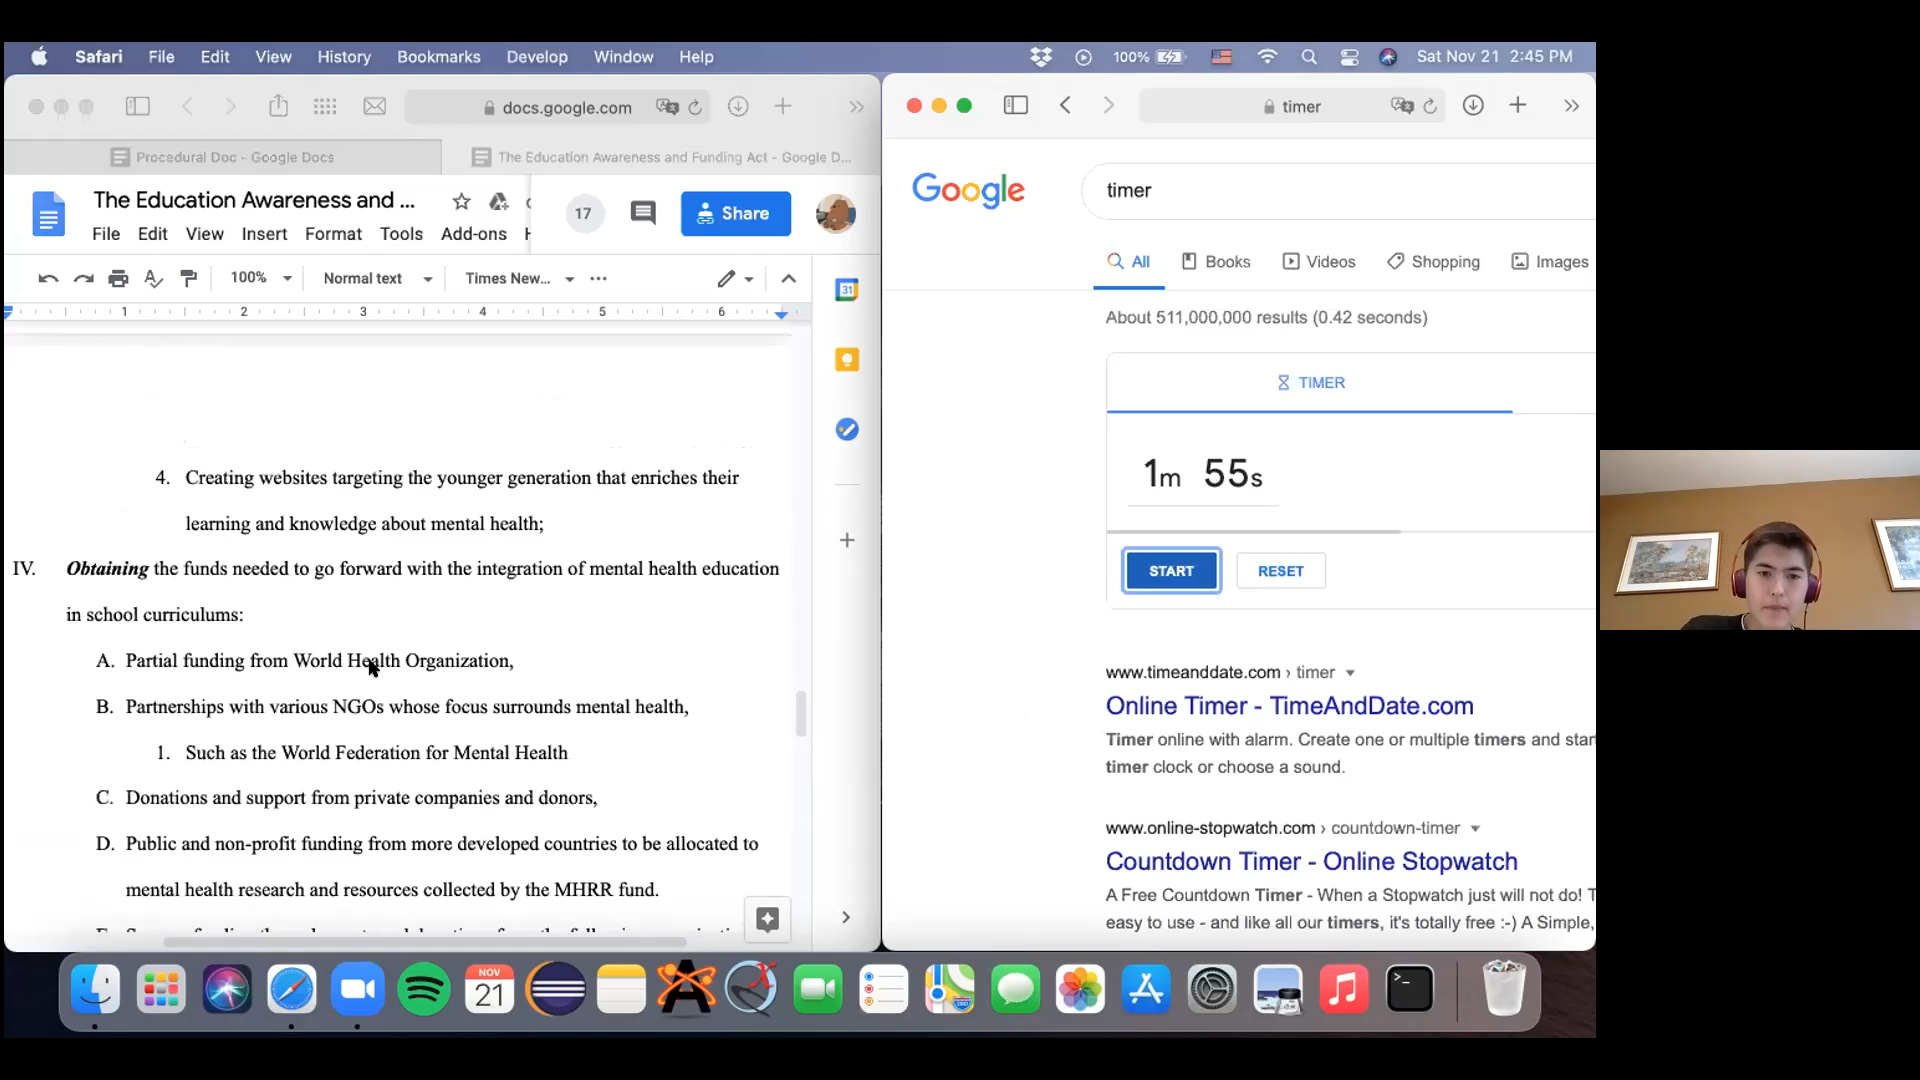 Safari File Edit View History Bookmarks Develop Window Help 100% Sat Nov 21 2:45 PM
docs.google.com
Procedural Doc - Google Docs
The Education Awareness and Funding Act - Google D...
The Education Awareness and ...
17
Share
File Edit View Insert Format Tools Add-ons
100% Normal text Times New...
1 2 3 4 5 6
31
4. Creating websites targeting the younger generation that enriches their
learning and knowledge about mental health;
IV. Obtaining the funds needed to go forward with the integration of mental health education
in school curriculums:
A. Partial funding from World Health Organization,
B. Partnerships with various NGOs whose focus surrounds mental health,
1. Such as the World Federation for Mental Health
C. Donations and support from private companies and donors,
D. Public and non-profit funding from more developed countries to be allocated to
mental health research and resources collected by the MHRR fund.
timer
Google
timer
All Books Videos Shopping Images
About 511,000,000 results (0.42 seconds)
TIMER
1m 55s
START RESET
www.timeanddate.com › timer
Online Timer - TimeAndDate.com
Timer online with alarm. Create one or multiple timers and start
timer clock or choose a sound.
www.online-stopwatch.com › countdown-timer
Countdown Timer - Online Stopwatch
A Free Countdown Timer - When a Stopwatch just will not do! T
easy to use - and like all our timers, it's totally free :-) A Simple,
NOV
21